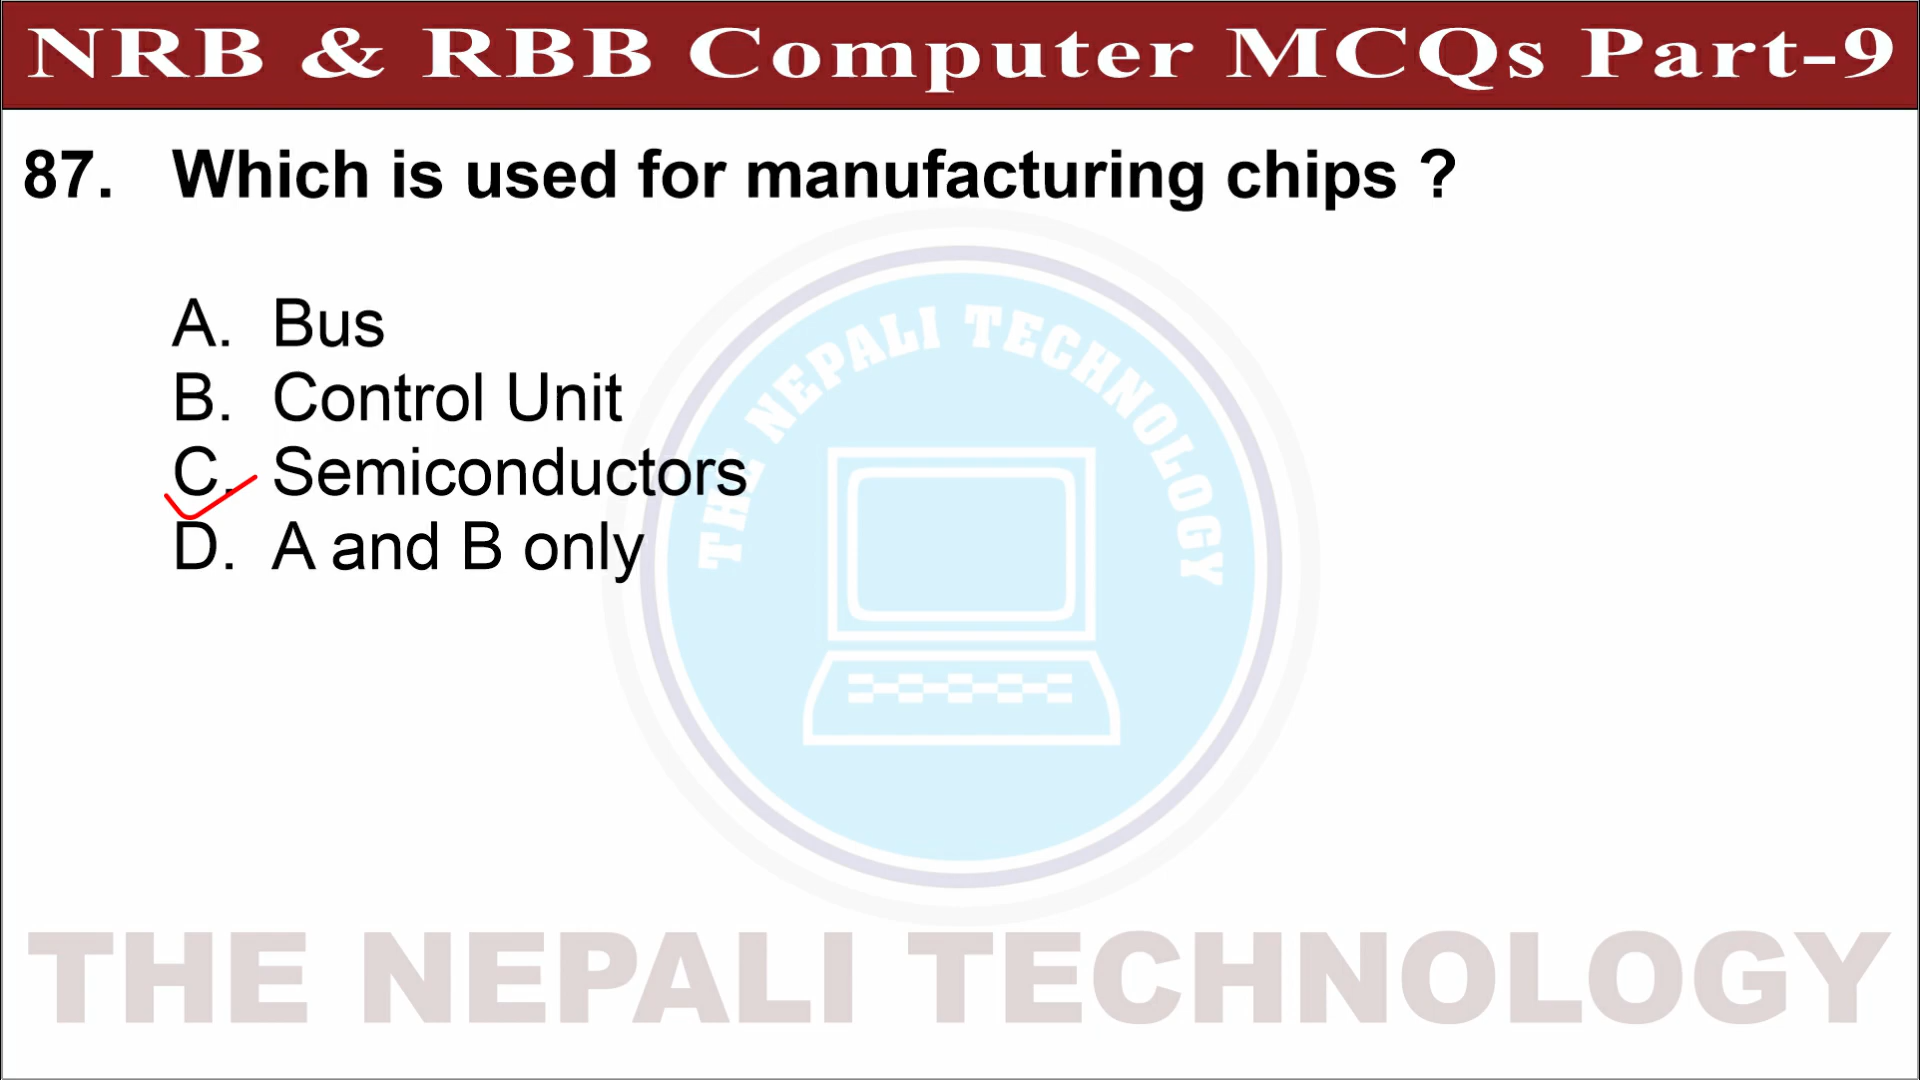 NRB & RBB Computer MCQs Part-9
87. Which is used for manufacturing chips ?
A. Bus
B. Control Unit
C. Semiconductors
D. A and B only
THE NEPALI TECHNOLOGY
THE NEPALI TECHNOLOGY